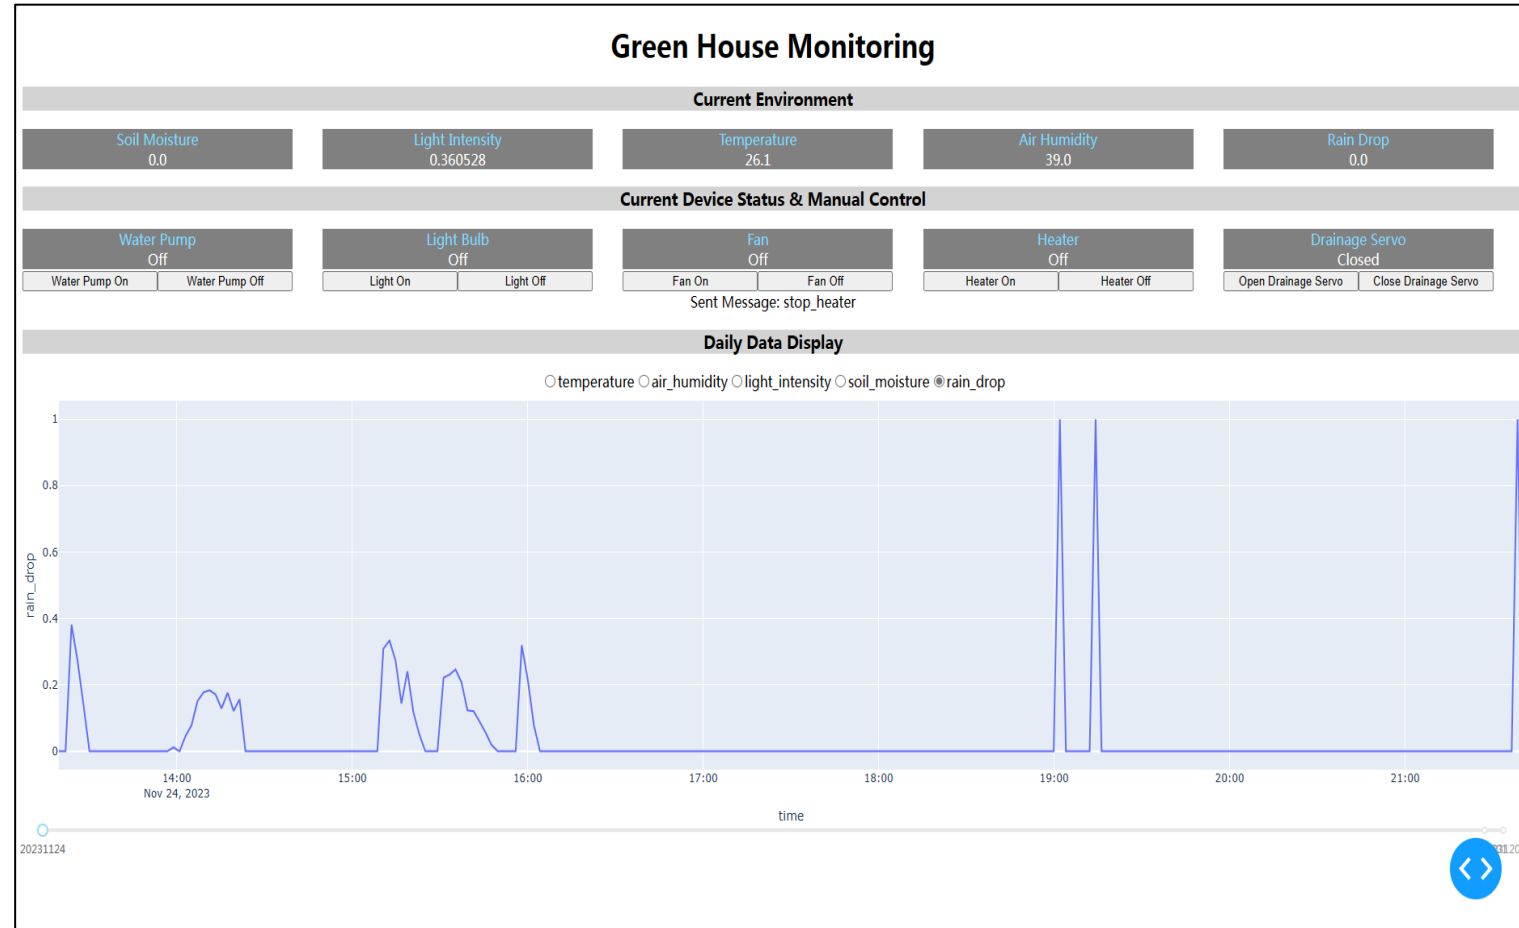 Green House Monitoring
Current Environment
Soil Moisture
0.0
Light Intensity
0.360528
Temperature
26.1
Air Humidity
39.0
Rain Drop
0.0
Current Device Status & Manual Control
Water Pump
Off
Water Pump On
Water Pump Off
Light Bulb
Off
Light On
Light Off
Fan
Off
Fan On
Fan Off
Heater
Off
Heater On
Heater Off
Drainage Servo
Closed
Open Drainage Servo
Close Drainage Servo
Sent Message: stop_heater
Daily Data Display
temperature air_humidity light_intensity soil_moisture rain_drop
1
0.8
0.6
0.4
0.2
0
rain_drop
14:00
Nov 24, 2023
15:00
16:00
17:00
18:00
19:00
20:00
21:00
time
20231124